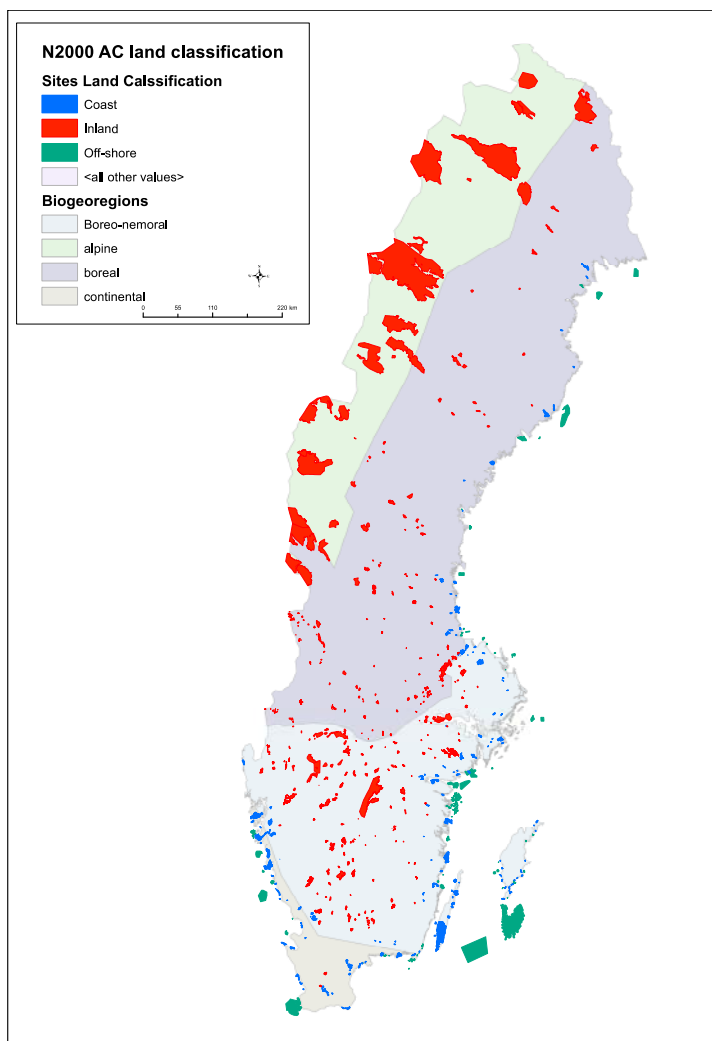 N2000 AC land classification
Sites Land Calssification
Coast
Inland
Off-shore
<all other values>
Biogeoregions
Boreo-nemoral
alpine
boreal
continental
N
N
N
N
0 55 110 220 km